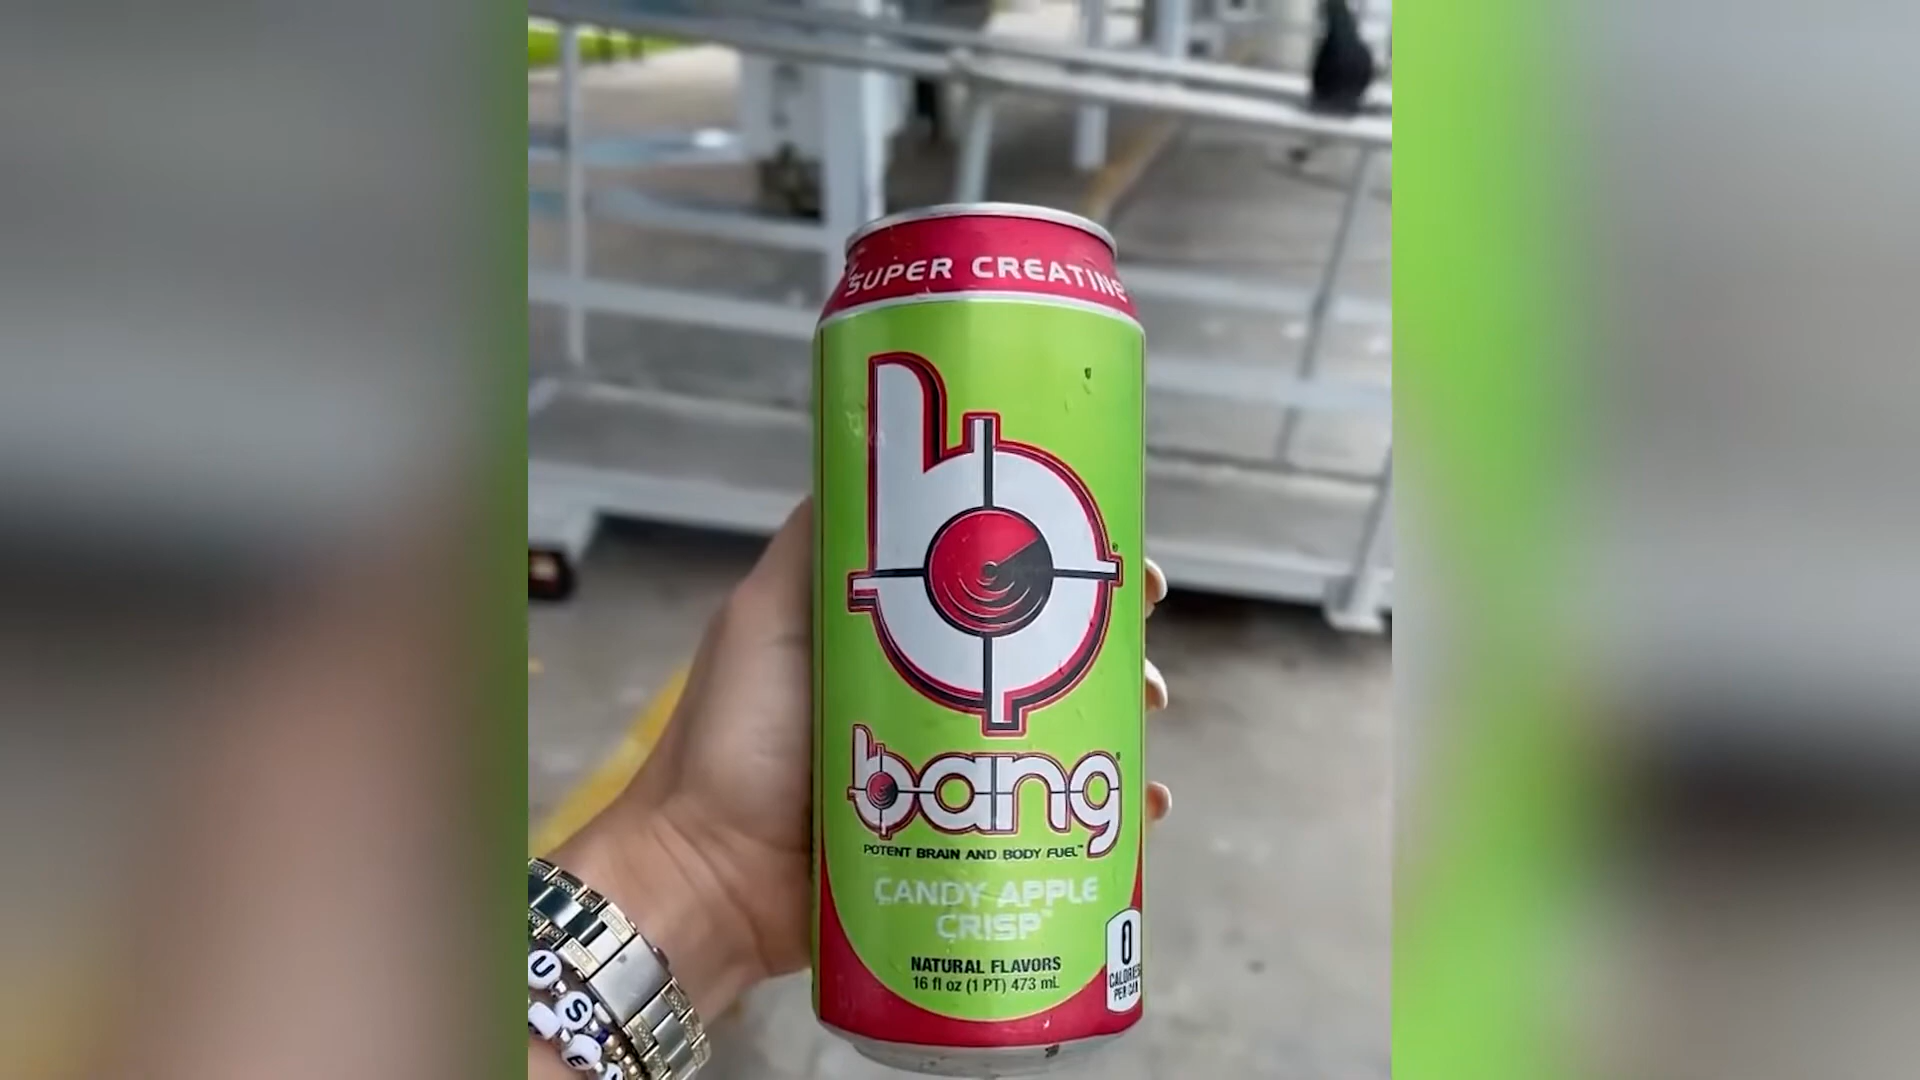 SUPER CREATINE
b
bang
POTENT BRAIN AND BODY FUEL™
CANDY APPLE
CRISP™
NATURAL FLAVORS
16 fl oz (1 PT) 473 mL
0
CALORIES
PER CAN
U
S
E